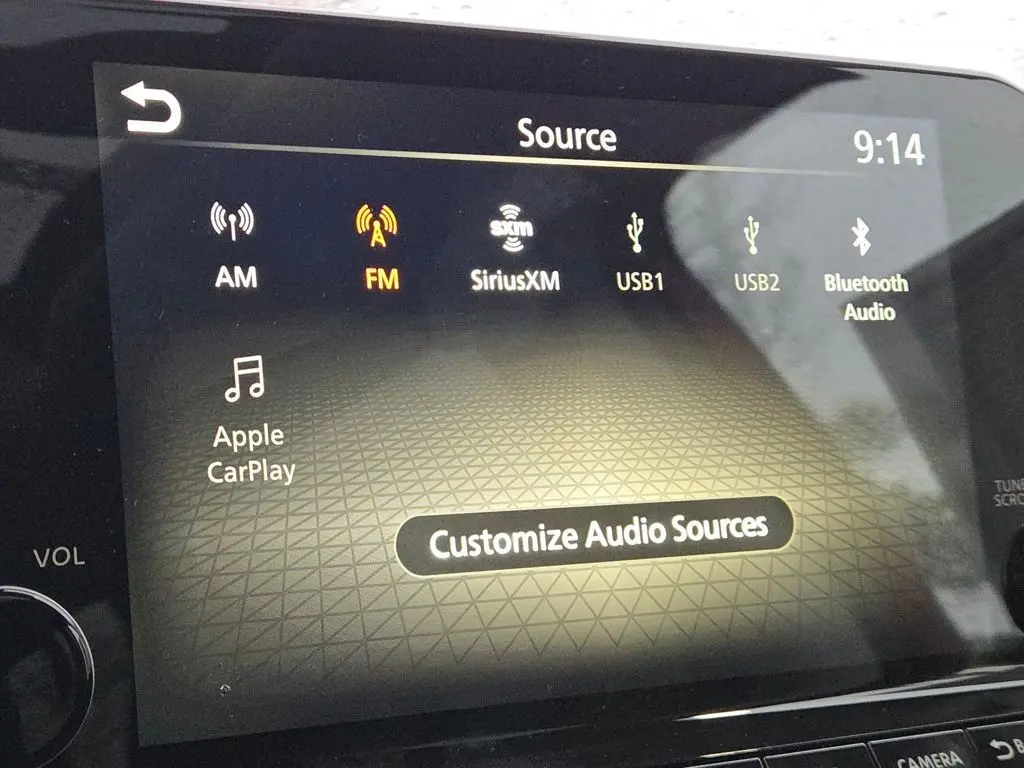 Source
9:14
sxm
AM
FM
SiriusXM
USB1
USB2
Bluetooth
Audio
Apple
CarPlay
Customize Audio Sources
VOL
CAMERA